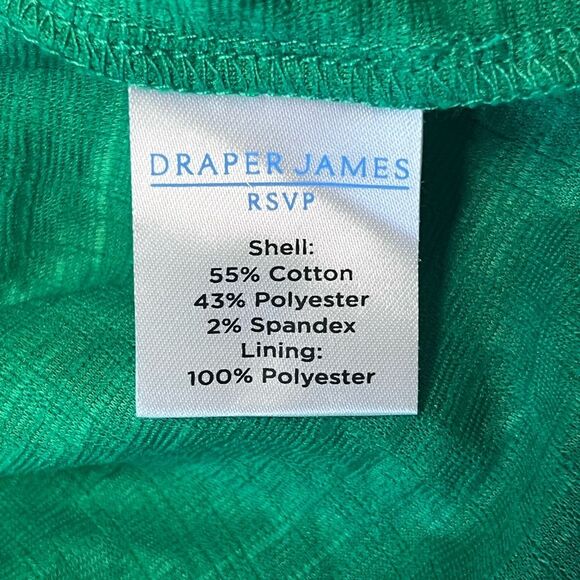 DRAPER JAMES
RSVP
Shell:
55% Cotton
43% Polyester
2% Spandex
Lining:
100% Polyester